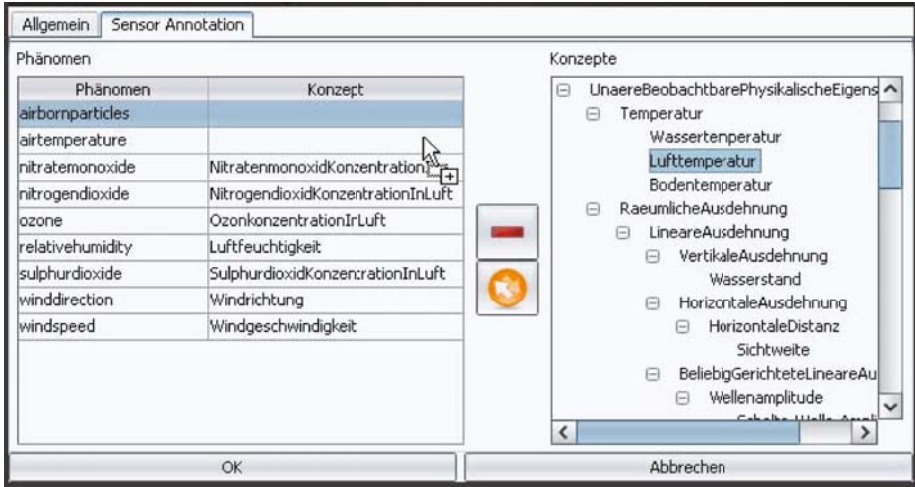 Allgemein Sensor Annotation
Phänomen
Phänomen Konzept
airbornparticles
airtemperature
nitratemonoxide NitratenmonoxidKonzentration
nitrogendioxide NitrogendioxidKonzentrationInLuft
ozone OzonkonzentrationInLuft
relativehumidity Luftfeuchtigkeit
sulphurdioxide SulphurdioxidKonzentrationInLuft
winddirection Windrichtung
windspeed Windgeschwindigkeit
Konzepte
UnaereBeobachtbarePhysikalischeEigens
Temperatur
Wassertenperatur
Lufttemperatur
Bodentemperatur
RaeumlicheAusdehnung
LineareAusdehnung
VertikaleAusdehnung
Wasserstand
HorizontaleAusdehnung
HorizontaleDistanz
Sichtweite
BeliebigGerichteteLineareAu
Wellenamplitude
OK Abbrechen